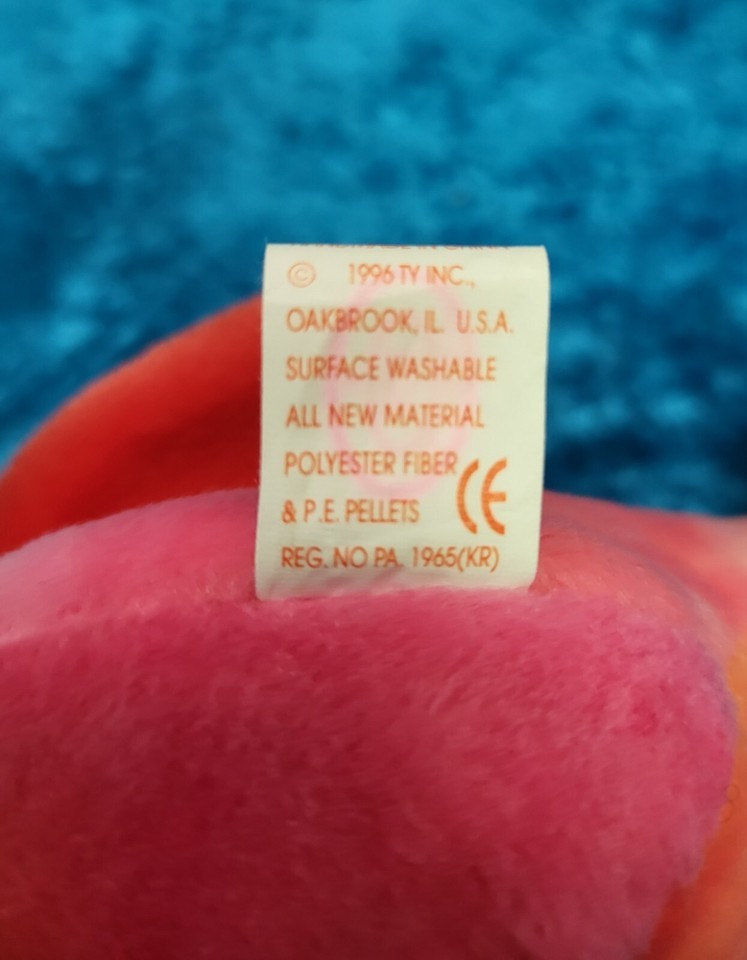 © 1996 TY INC.,
OAKBROOK, IL. U.S.A.
SURFACE WASHABLE
ALL NEW MATERIAL
POLYESTER FIBER
& P.E. PELLETS CE
REG. NO PA. 1965(KR)